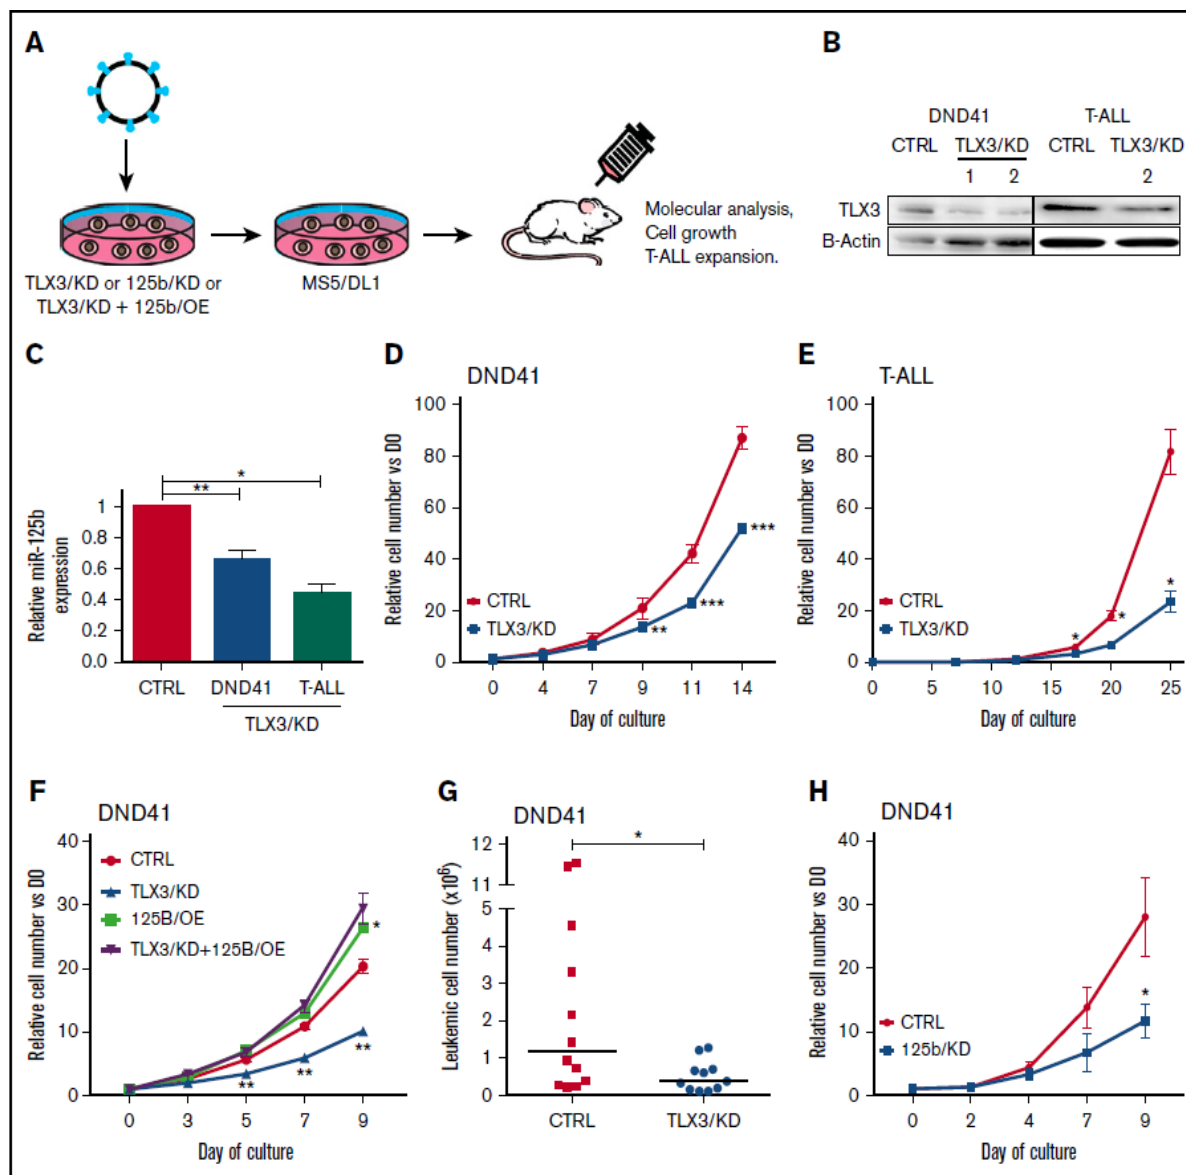 A
TLX3/KD or 125b/KD or
TLX3/KD + 125b/OE
MS5/DL1
Molecular analysis,
Cell growth
T-ALL expansion.
B
DND41 T-ALL
CTRL TLX3/KD CTRL TLX3/KD
1 2 2
TLX3
B-Actin
C
Relative miR-125b
expression
1
0.8
0.6
0.4
0.2
0.0
** *
CTRL DND41 T-ALL
TLX3/KD
D
DND41
Relative cell number vs D0
100
80
60
40
20
0
CTRL
TLX3/KD
**
***
***
0 4 7 9 11 14
Day of culture
E
T-ALL
Relative cell number vs D0
100
80
60
40
20
0
CTRL
TLX3/KD
*
*
*
0 5 10 15 20 25
Day of culture
F
DND41
Relative cell number vs D0
40
30
20
10
0
CTRL
TLX3/KD
125B/OE
TLX3/KD+125B/OE
*
**
**
**
0 3 5 7 9
Day of culture
G
DND41
*
Leukemic cell number (x10⁶)
12
11
5
4
3
2
1
0
CTRL TLX3/KD
H
DND41
Relative cell number vs D0
40
30
20
10
0
CTRL
125b/KD
*
0 2 4 7 9
Day of culture